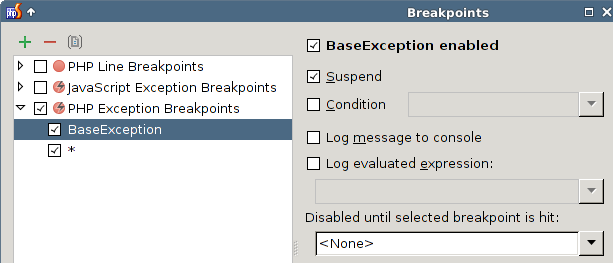 Breakpoints
PHP Line Breakpoints
JavaScript Exception Breakpoints
PHP Exception Breakpoints
BaseException
*
BaseException enabled
Suspend
Condition
Log message to console
Log evaluated expression:
Disabled until selected breakpoint is hit:
<None>